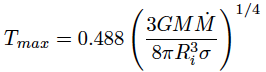 T_{max} = 0.488 \left( \frac{3GM\dot{M}}{8\pi R_i^3 \sigma} \right)^{1/4}